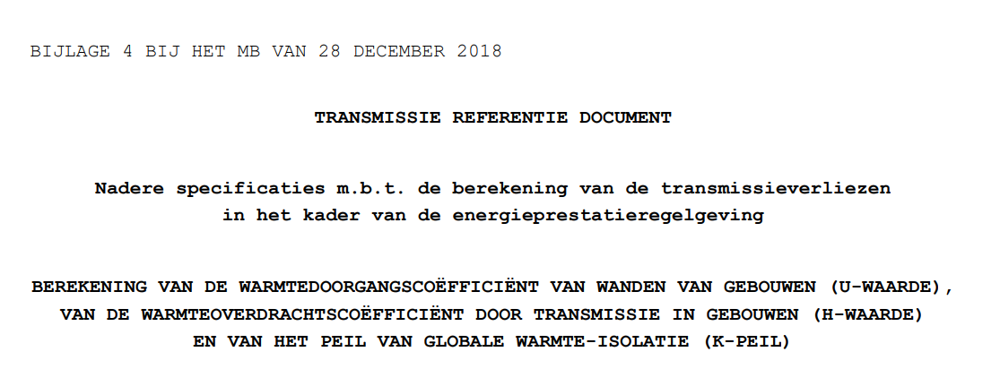 BIJLAGE 4 BIJ HET MB VAN 28 DECEMBER 2018
TRANSMISSIE REFERENTIE DOCUMENT
Nadere specificaties m.b.t. de berekening van de transmissieverliezen
in het kader van de energieprestatieregelgeving
BEREKENING VAN DE WARMTEDOORGANGSCOËFFICIËNT VAN WANDEN VAN GEBOUWEN (U-WAARDE),
VAN DE WARMTEOVERDRACHTSCOËFFICIËNT DOOR TRANSMISSIE IN GEBOUWEN (H-WAARDE)
EN VAN HET PEIL VAN GLOBALE WARMTE-ISOLATIE (K-PEIL)